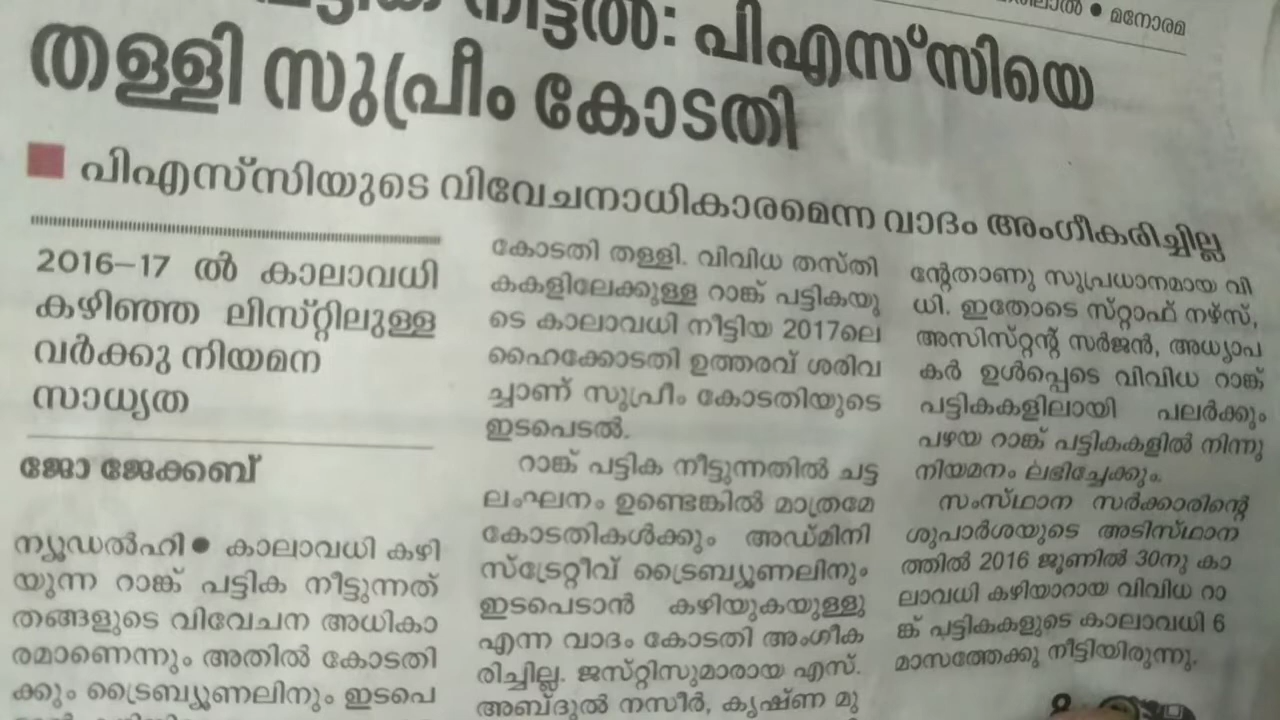 ● മനോരമ
നീട്ടൽ: പിഎസ്‌സിയെ
തള്ളി സുപ്രീം കോടതി
പിഎസ്‌സിയുടെ വിവേചനാധികാരമെന്ന വാദം അംഗീകരിച്ചില്ല
2016–17 ൽ കാലാവധി
കഴിഞ്ഞ ലിസ്റ്റിലുള്ള
വർക്കു നിയമന
സാധ്യത
ജോ ജേക്കബ്
ന്യൂഡൽഹി ● കാലാവധി കഴി
യുന്ന റാങ്ക് പട്ടിക നീട്ടുന്നത്
തങ്ങളുടെ വിവേചന അധികാ
രമാണെന്നും അതിൽ കോടതി
ക്കും ട്രൈബ്യൂണലിനും ഇടപെ
കോടതി തള്ളി. വിവിധ തസ്തി
കകളിലേക്കുള്ള റാങ്ക് പട്ടികയു
ടെ കാലാവധി നീട്ടിയ 2017ലെ
ഹൈക്കോടതി ഉത്തരവ് ശരിവ
ച്ചാണ് സുപ്രീം കോടതിയുടെ
ഇടപെടൽ.
റാങ്ക് പട്ടിക നീട്ടുന്നതിൽ ചട്ട
ലംഘനം ഉണ്ടെങ്കിൽ മാത്രമേ
കോടതികൾക്കും അഡ്മിനി
സ്ട്രേറ്റീവ് ട്രൈബ്യൂണലിനും
ഇടപെടാൻ കഴിയുകയുള്ളു
എന്ന വാദം കോടതി അംഗീക
രിച്ചില്ല. ജസ്റ്റിസുമാരായ എസ്.
അബ്ദുൽ നസീർ, കൃഷ്ണ മു
ന്റേതാണു സുപ്രധാനമായ വി
ധി. ഇതോടെ സ്റ്റാഫ് നഴ്സ്,
അസിസ്റ്റന്റ് സർജൻ, അധ്യാപ
കർ ഉൾപ്പെടെ വിവിധ റാങ്ക്
പട്ടികകളിലായി പലർക്കും
പഴയ റാങ്ക് പട്ടികകളിൽ നിന്നു
നിയമനം ലഭിച്ചേക്കും.
സംസ്ഥാന സർക്കാരിന്റെ
ശുപാർശയുടെ അടിസ്ഥാന
ത്തിൽ 2016 ജൂണിൽ 30നു കാ
ലാവധി കഴിയാറായ വിവിധ റാ
ങ്ക് പട്ടികകളുടെ കാലാവധി 6
മാസത്തേക്കു നീട്ടിയിരുന്നു.